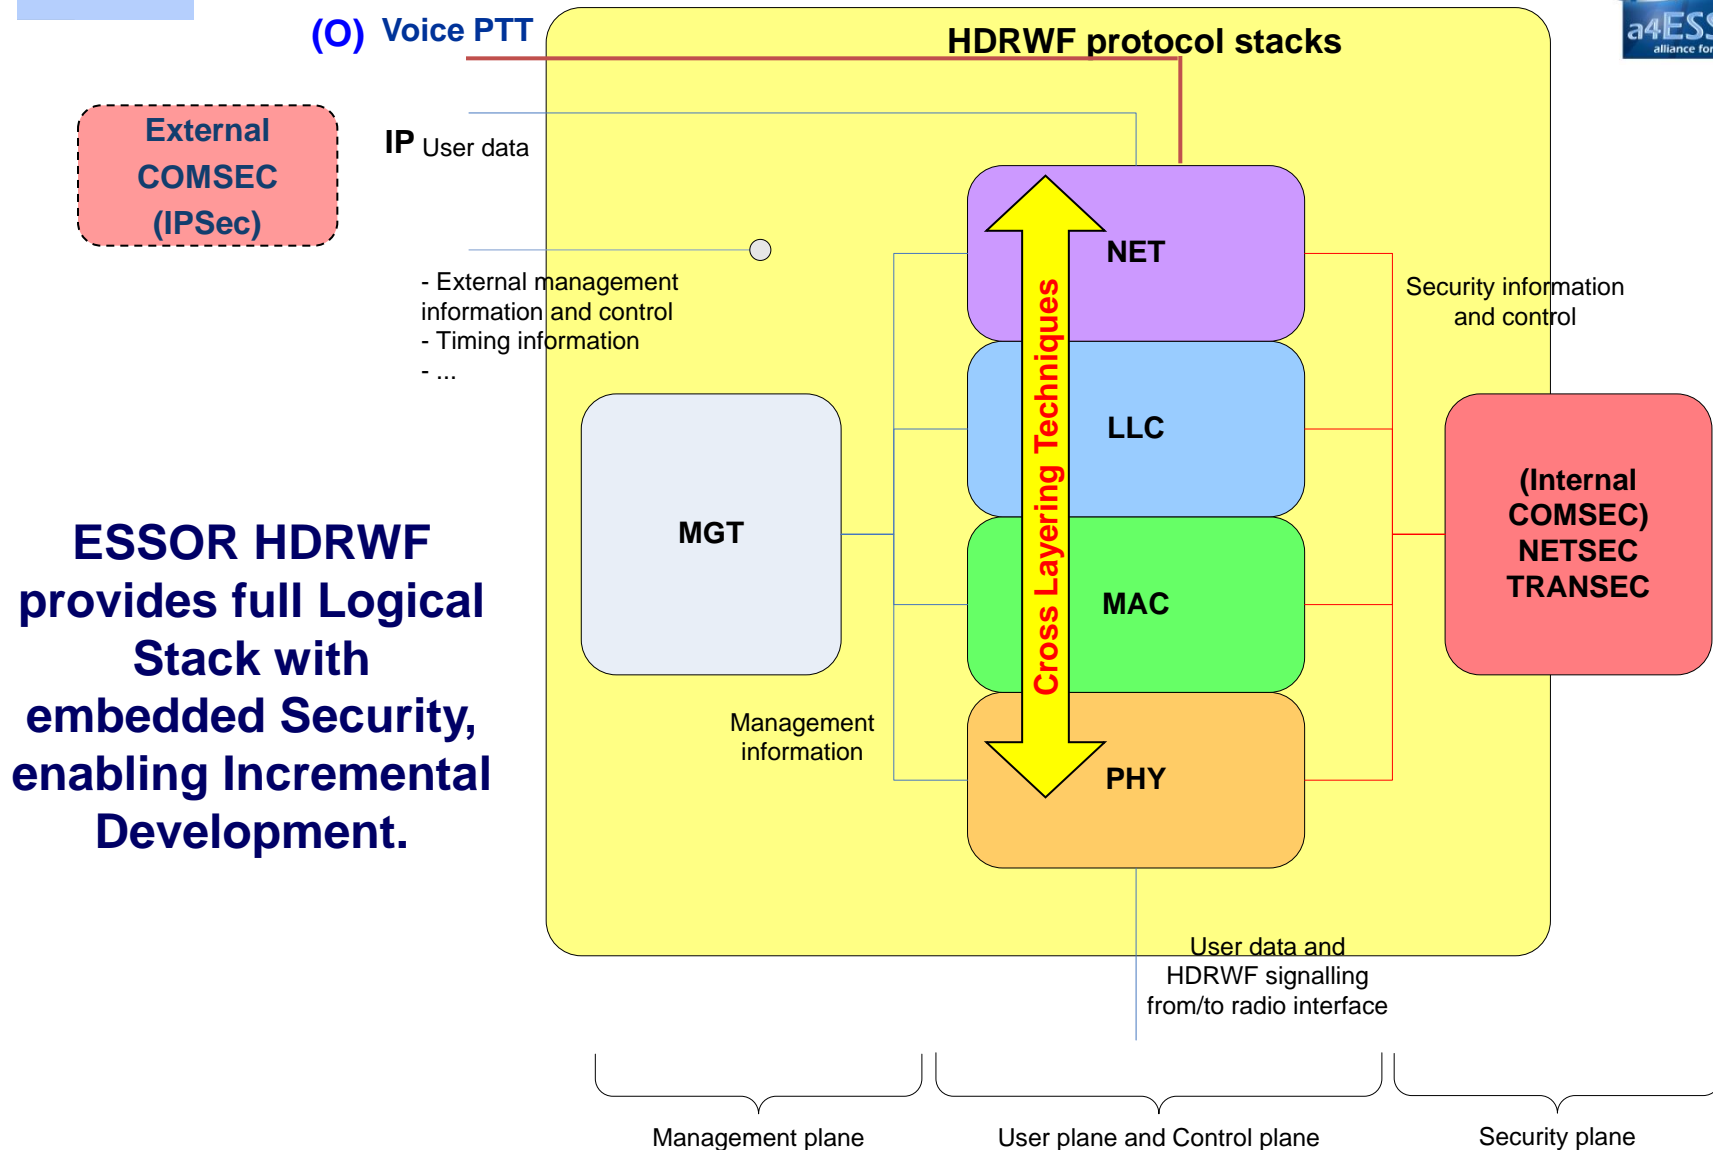 (O) Voice PTT
HDRWF protocol stacks
a4ESS
alliance for
External
COMSEC
(IPSec)
IP User data
- External management
information and control
- Timing information
- ...
NET
LLC
MAC
PHY
Cross Layering Techniques
Security information
and control
MGT
(Internal
COMSEC)
NETSEC
TRANSEC
ESSOR HDRWF
provides full Logical
Stack with
embedded Security,
enabling Incremental
Development.
Management
information
User data and
HDRWF signalling
from/to radio interface
Management plane
User plane and Control plane
Security plane